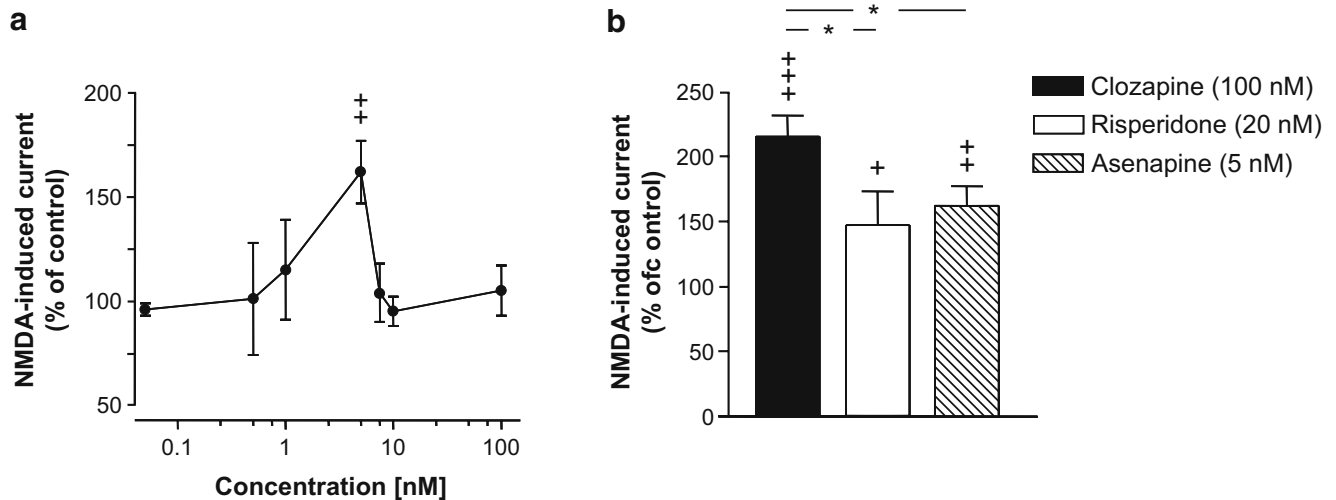 a
NMDA-induced current
(% of control)
200
150
100
50
+
+
0.1 1 10 100
Concentration [nM]
b
NMDA-induced current
(% ofc ontrol)
250
200
150
100
50
0
*
*
+
+
+
+
+
+
Clozapine (100 nM)
Risperidone (20 nM)
Asenapine (5 nM)